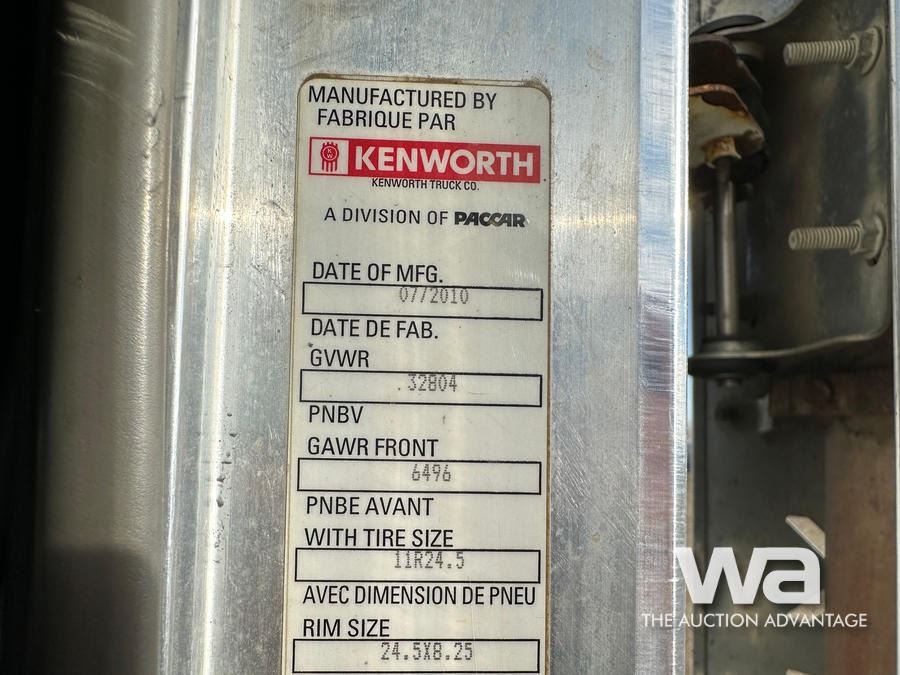 MANUFACTURED BY
FABRIQUE PAR
KW KENWORTH
KENWORTH TRUCK CO.
A DIVISION OF PACCAR
DATE OF MFG.
07/2010
DATE DE FAB.
GVWR
32804
PNBV
GAWR FRONT
6496
PNBE AVANT
WITH TIRE SIZE
11R24.5
AVEC DIMENSION DE PNEU
RIM SIZE
24.5X8.25
wa
THE AUCTION ADVANTAGE